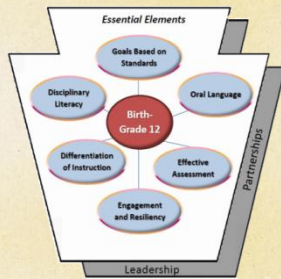 Essential Elements
Goals Based on
Standards
Disciplinary
Literacy
Oral Language
Birth-
Grade 12
Differentiation
of Instruction
Effective
Assessment
Engagement
and Resiliency
Partnerships
Leadership